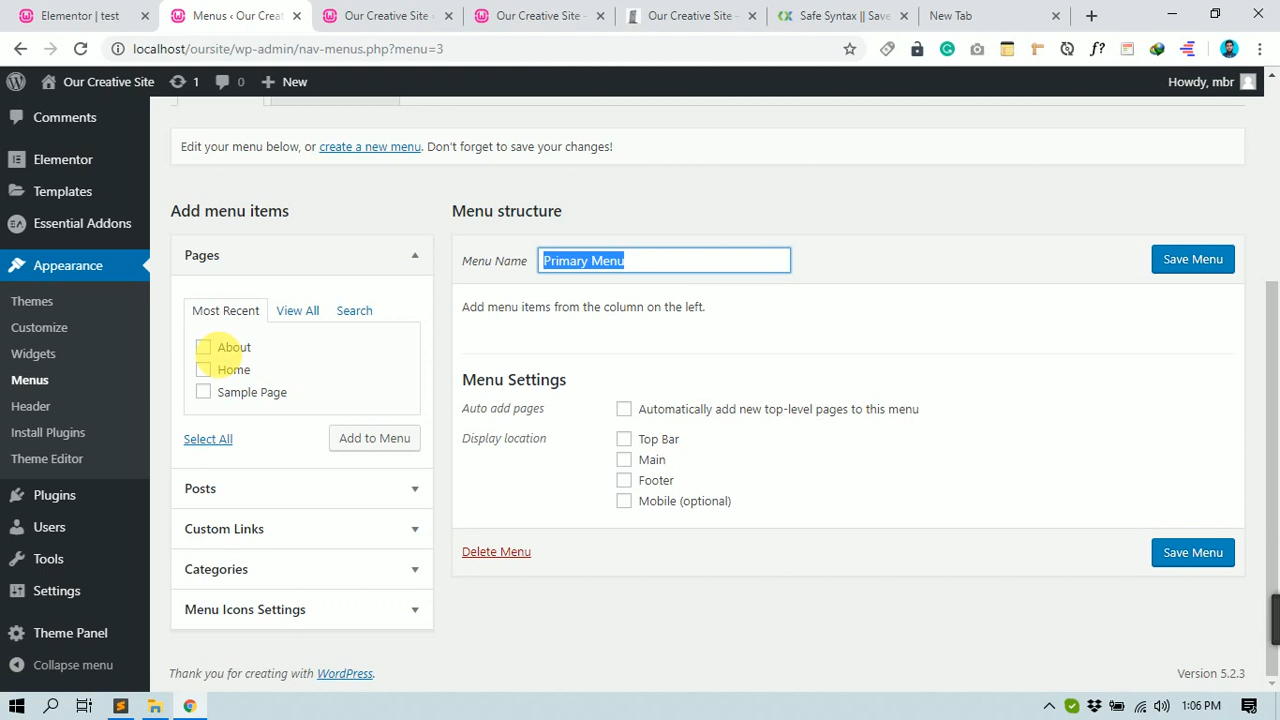 Elementor | test
Menus ‹ Our Crea
Our Creative Site ‹
Our Creative Site –
Our Creative Site –
Safe Syntax || Save
New Tab
localhost/oursite/wp-admin/nav-menus.php?menu=3
f?
Our Creative Site
1
0
New
Howdy, mbr
Comments
Elementor
Templates
Essential Addons
Appearance
Themes
Customize
Widgets
Menus
Header
Install Plugins
Theme Editor
Plugins
Users
Tools
Settings
Theme Panel
Collapse menu
Edit your menu below, or create a new menu. Don't forget to save your changes!
Add menu items
Pages
Most Recent
View All
Search
About
Home
Sample Page
Select All
Add to Menu
Posts
Custom Links
Categories
Menu Icons Settings
Menu structure
Menu Name
Primary Menu
Save Menu
Add menu items from the column on the left.
Menu Settings
Auto add pages
Automatically add new top-level pages to this menu
Display location
Top Bar
Main
Footer
Mobile (optional)
Delete Menu
Save Menu
Thank you for creating with WordPress.
Version 5.2.3
1:06 PM